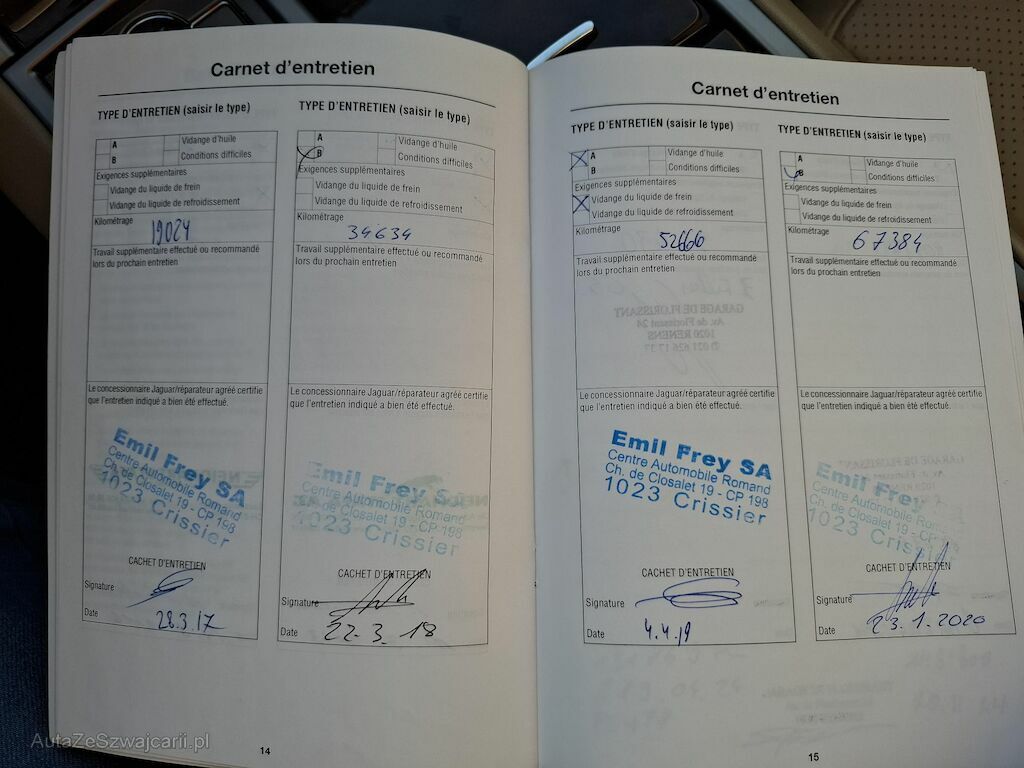 Carnet d'entretien
TYPE D'ENTRETIEN (saisir le type)
A
Vidange d'huile
B
Conditions difficiles
Exigences supplémentaires
Vidange du liquide de frein
Vidange du liquide de refroidissement
Kilométrage
19024
Travail supplémentaire effectué ou recommandé
lors du prochain entretien
Le concessionnaire Jaguar/réparateur agréé certifie
que l'entretien indiqué a bien été effectué.
Emil Frey SA
Centre Automobile Romand
Ch. de Closalet 19 - CP 198
1023 Crissier
CACHET D'ENTRETIEN
Signature
Date
28.3.17
TYPE D'ENTRETIEN (saisir le type)
A
Vidange d'huile
B
Conditions difficiles
Exigences supplémentaires
Vidange du liquide de frein
Vidange du liquide de refroidissement
Kilométrage
34634
Travail supplémentaire effectué ou recommandé
lors du prochain entretien
Le concessionnaire Jaguar/réparateur agréé certifie
que l'entretien indiqué a bien été effectué.
Emil Frey SA
Centre Automobile Romand
Ch. de Closalet 19 - CP 198
1023 Crissier
CACHET D'ENTRETIEN
Signature
Date
22.3.18
14
Carnet d'entretien
TYPE D'ENTRETIEN (saisir le type)
A
Vidange d'huile
B
Conditions difficiles
Exigences supplémentaires
Vidange du liquide de frein
Vidange du liquide de refroidissement
Kilométrage
52666
Travail supplémentaire effectué ou recommandé
lors du prochain entretien
Le concessionnaire Jaguar/réparateur agréé certifie
que l'entretien indiqué a bien été effectué.
Emil Frey SA
Centre Automobile Romand
Ch. de Closalet 19 - CP 198
1023 Crissier
CACHET D'ENTRETIEN
Signature
Date
4.4.19
TYPE D'ENTRETIEN (saisir le type)
A
Vidange d'huile
B
Conditions difficiles
Exigences supplémentaires
Vidange du liquide de frein
Vidange du liquide de refroidissement
Kilométrage
67384
Travail supplémentaire effectué ou recommandé
lors du prochain entretien
Le concessionnaire Jaguar/réparateur agréé certifie
que l'entretien indiqué a bien été effectué.
Emil Frey
Centre Automobile Roman
Ch. de Closalet 19 - CP
1023 Crissier
CACHET D'ENTRETIEN
Signature
Date
23.1.2020
15
AutaZeSzwajcarii.pl